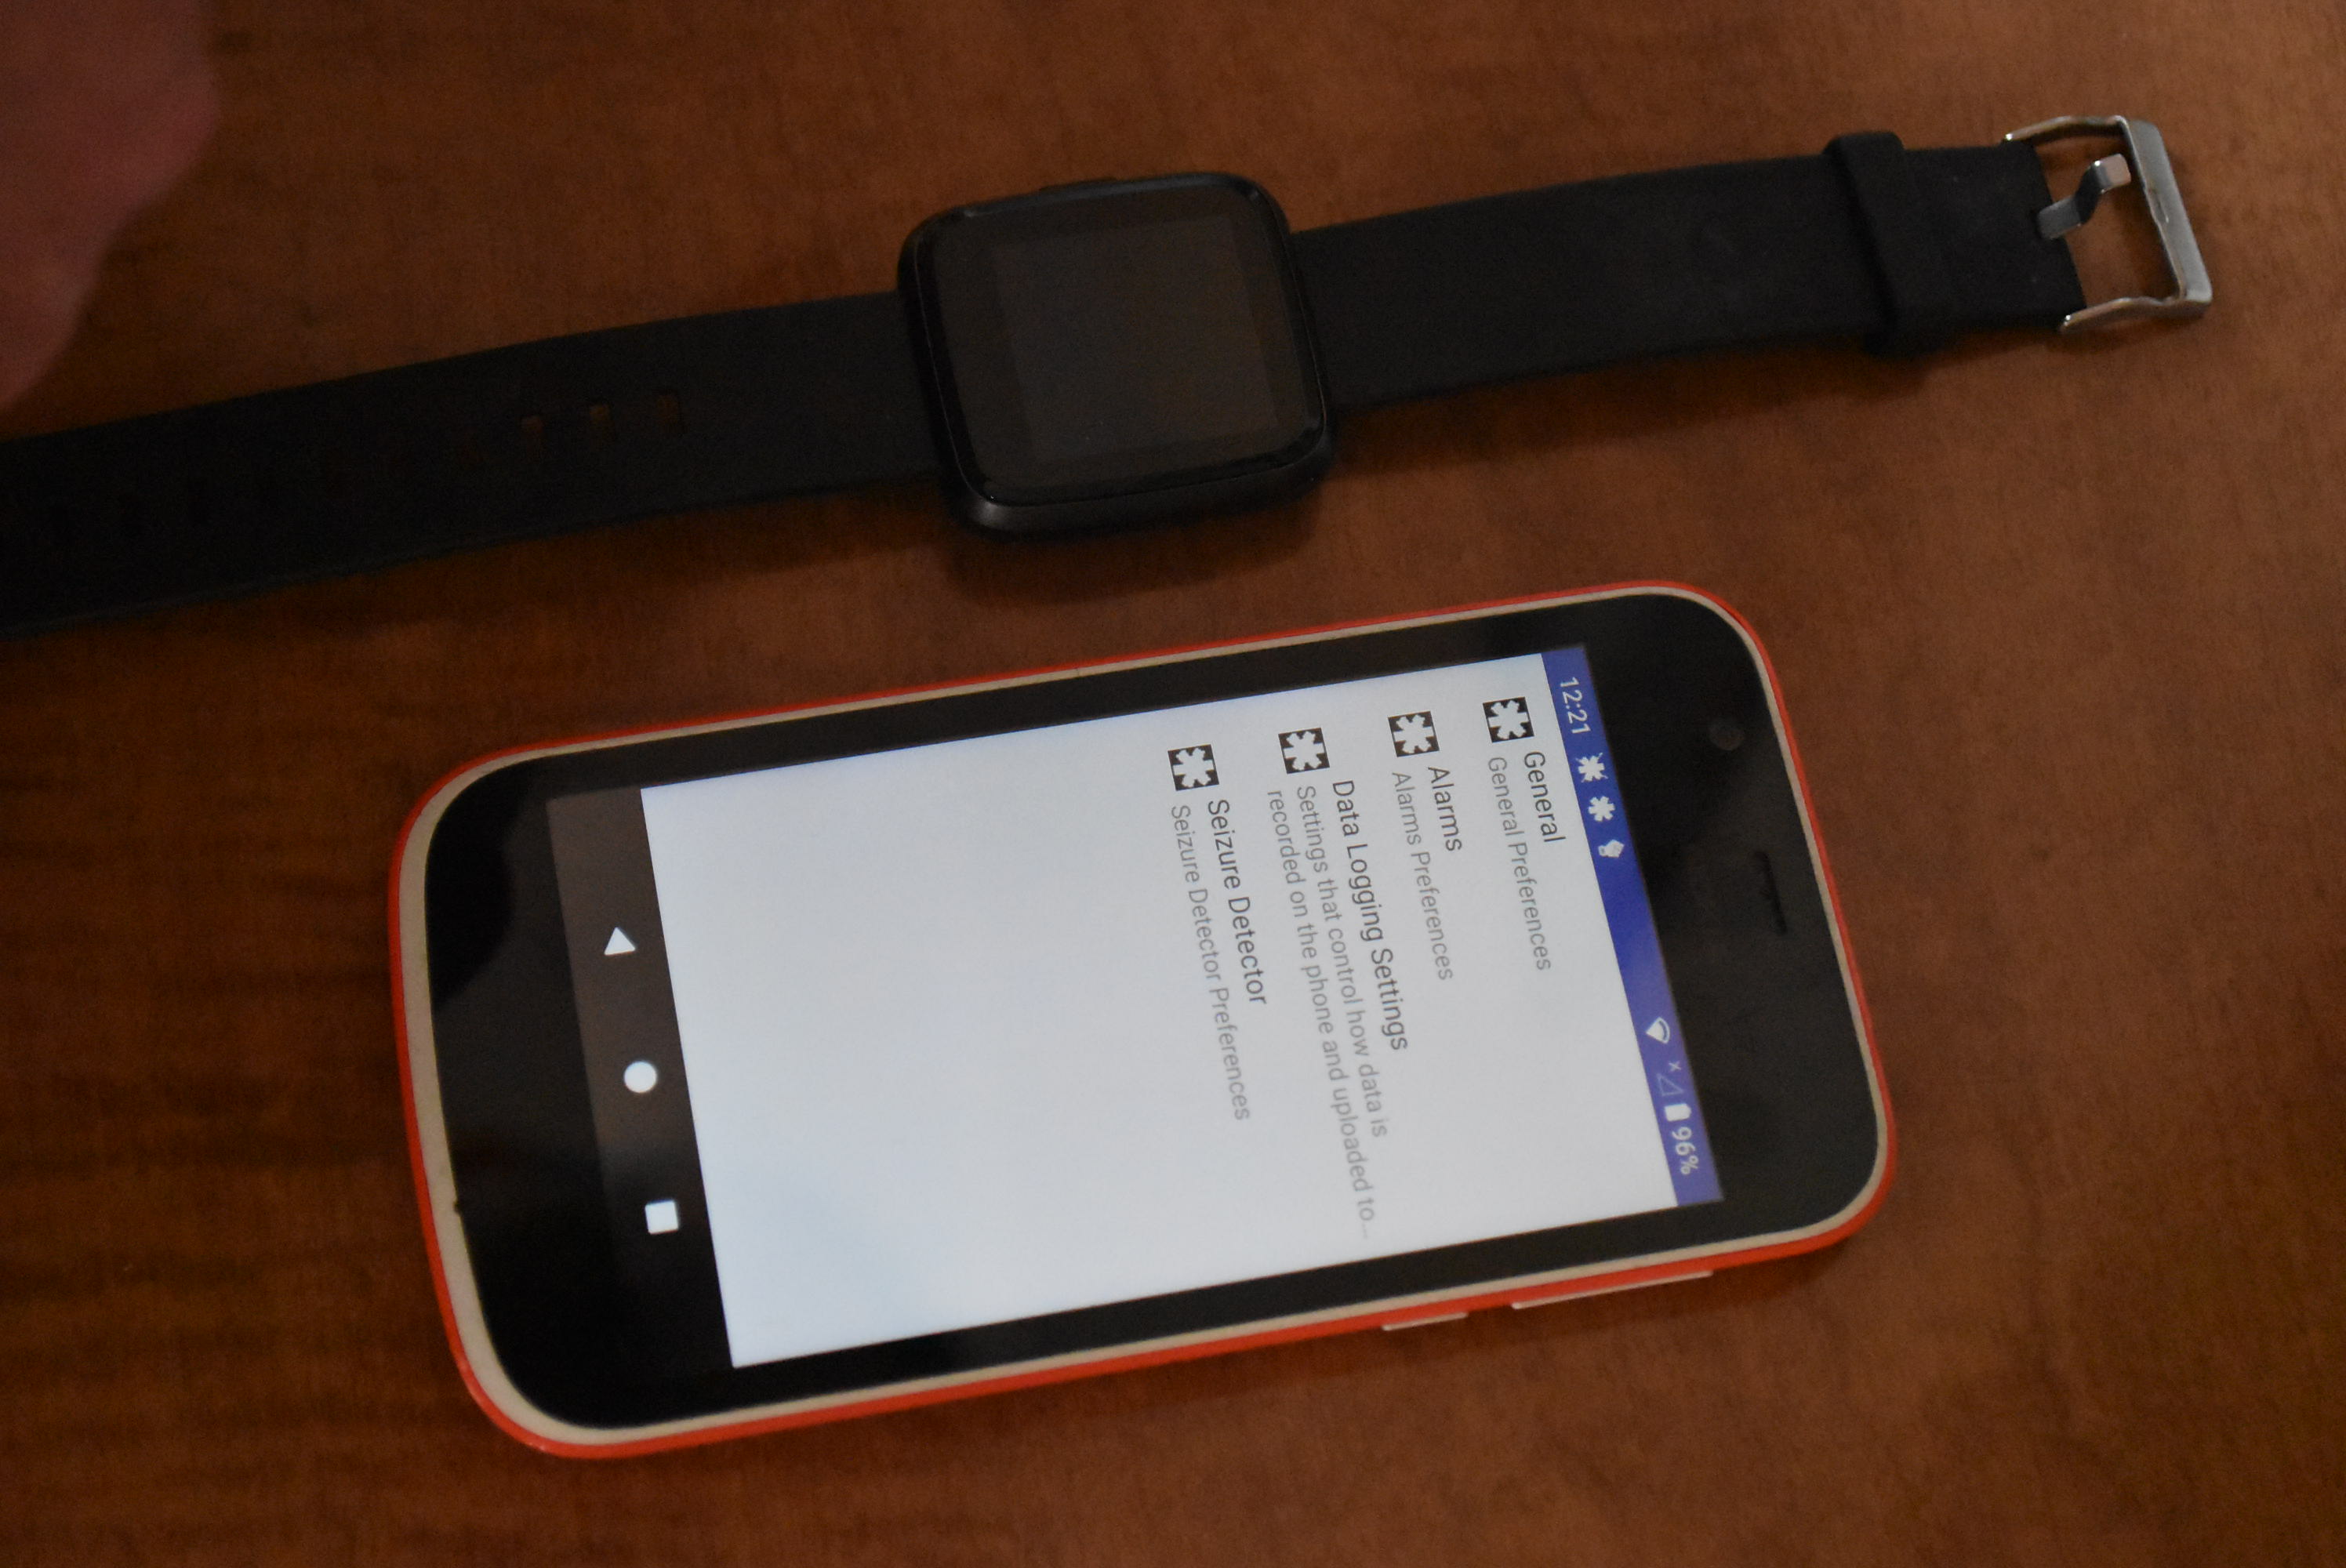 12:21 96%
General
General Preferences
Alarms
Alarms Preferences
Data Logging Settings
Settings that control how data is
recorded on the phone and uploaded to...
Seizure Detector
Seizure Detector Preferences